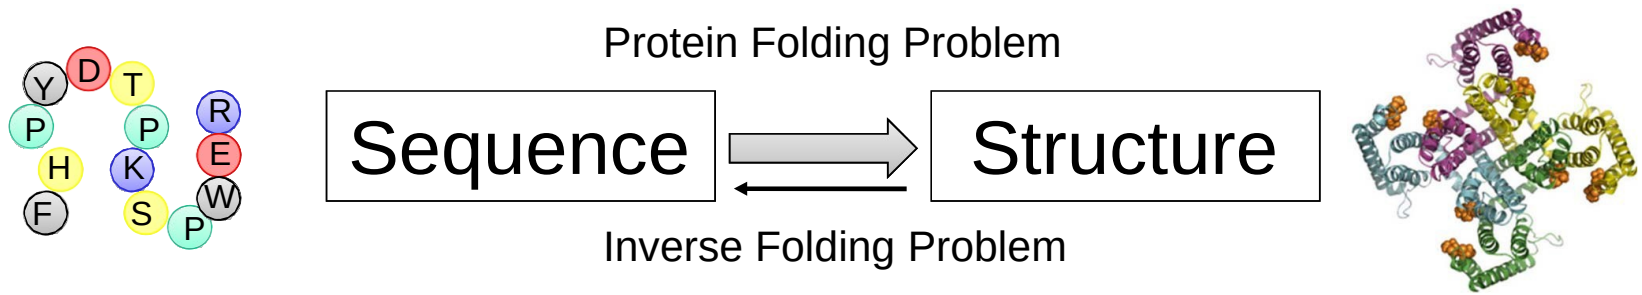 Protein Folding Problem
F
H
P
Y
D
T
P
K
S
P
W
E
R
Sequence
Structure
Inverse Folding Problem